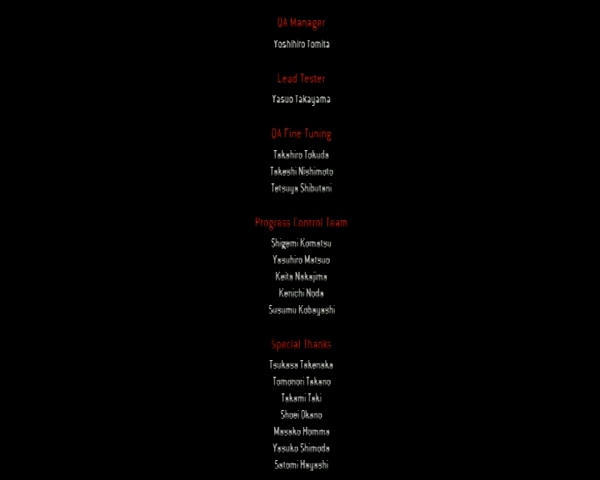 QA Manager
Yoshihiro Tomita
Lead Tester
Yasuo Takayama
QA Fine Tuning
Takahiro Tokuda
Takeshi Nishimoto
Tetsuya Shibutani
Progress Control Team
Shigemi Komatsu
Yasuhiro Matsuo
Keita Nakajima
Kenichi Noda
Susumu Kobayashi
Special Thanks
Tsukasa Takenaka
Tomonori Takano
Takami Taki
Shoei Okano
Masako Homma
Yasuko Shimoda
Satomi Hayashi